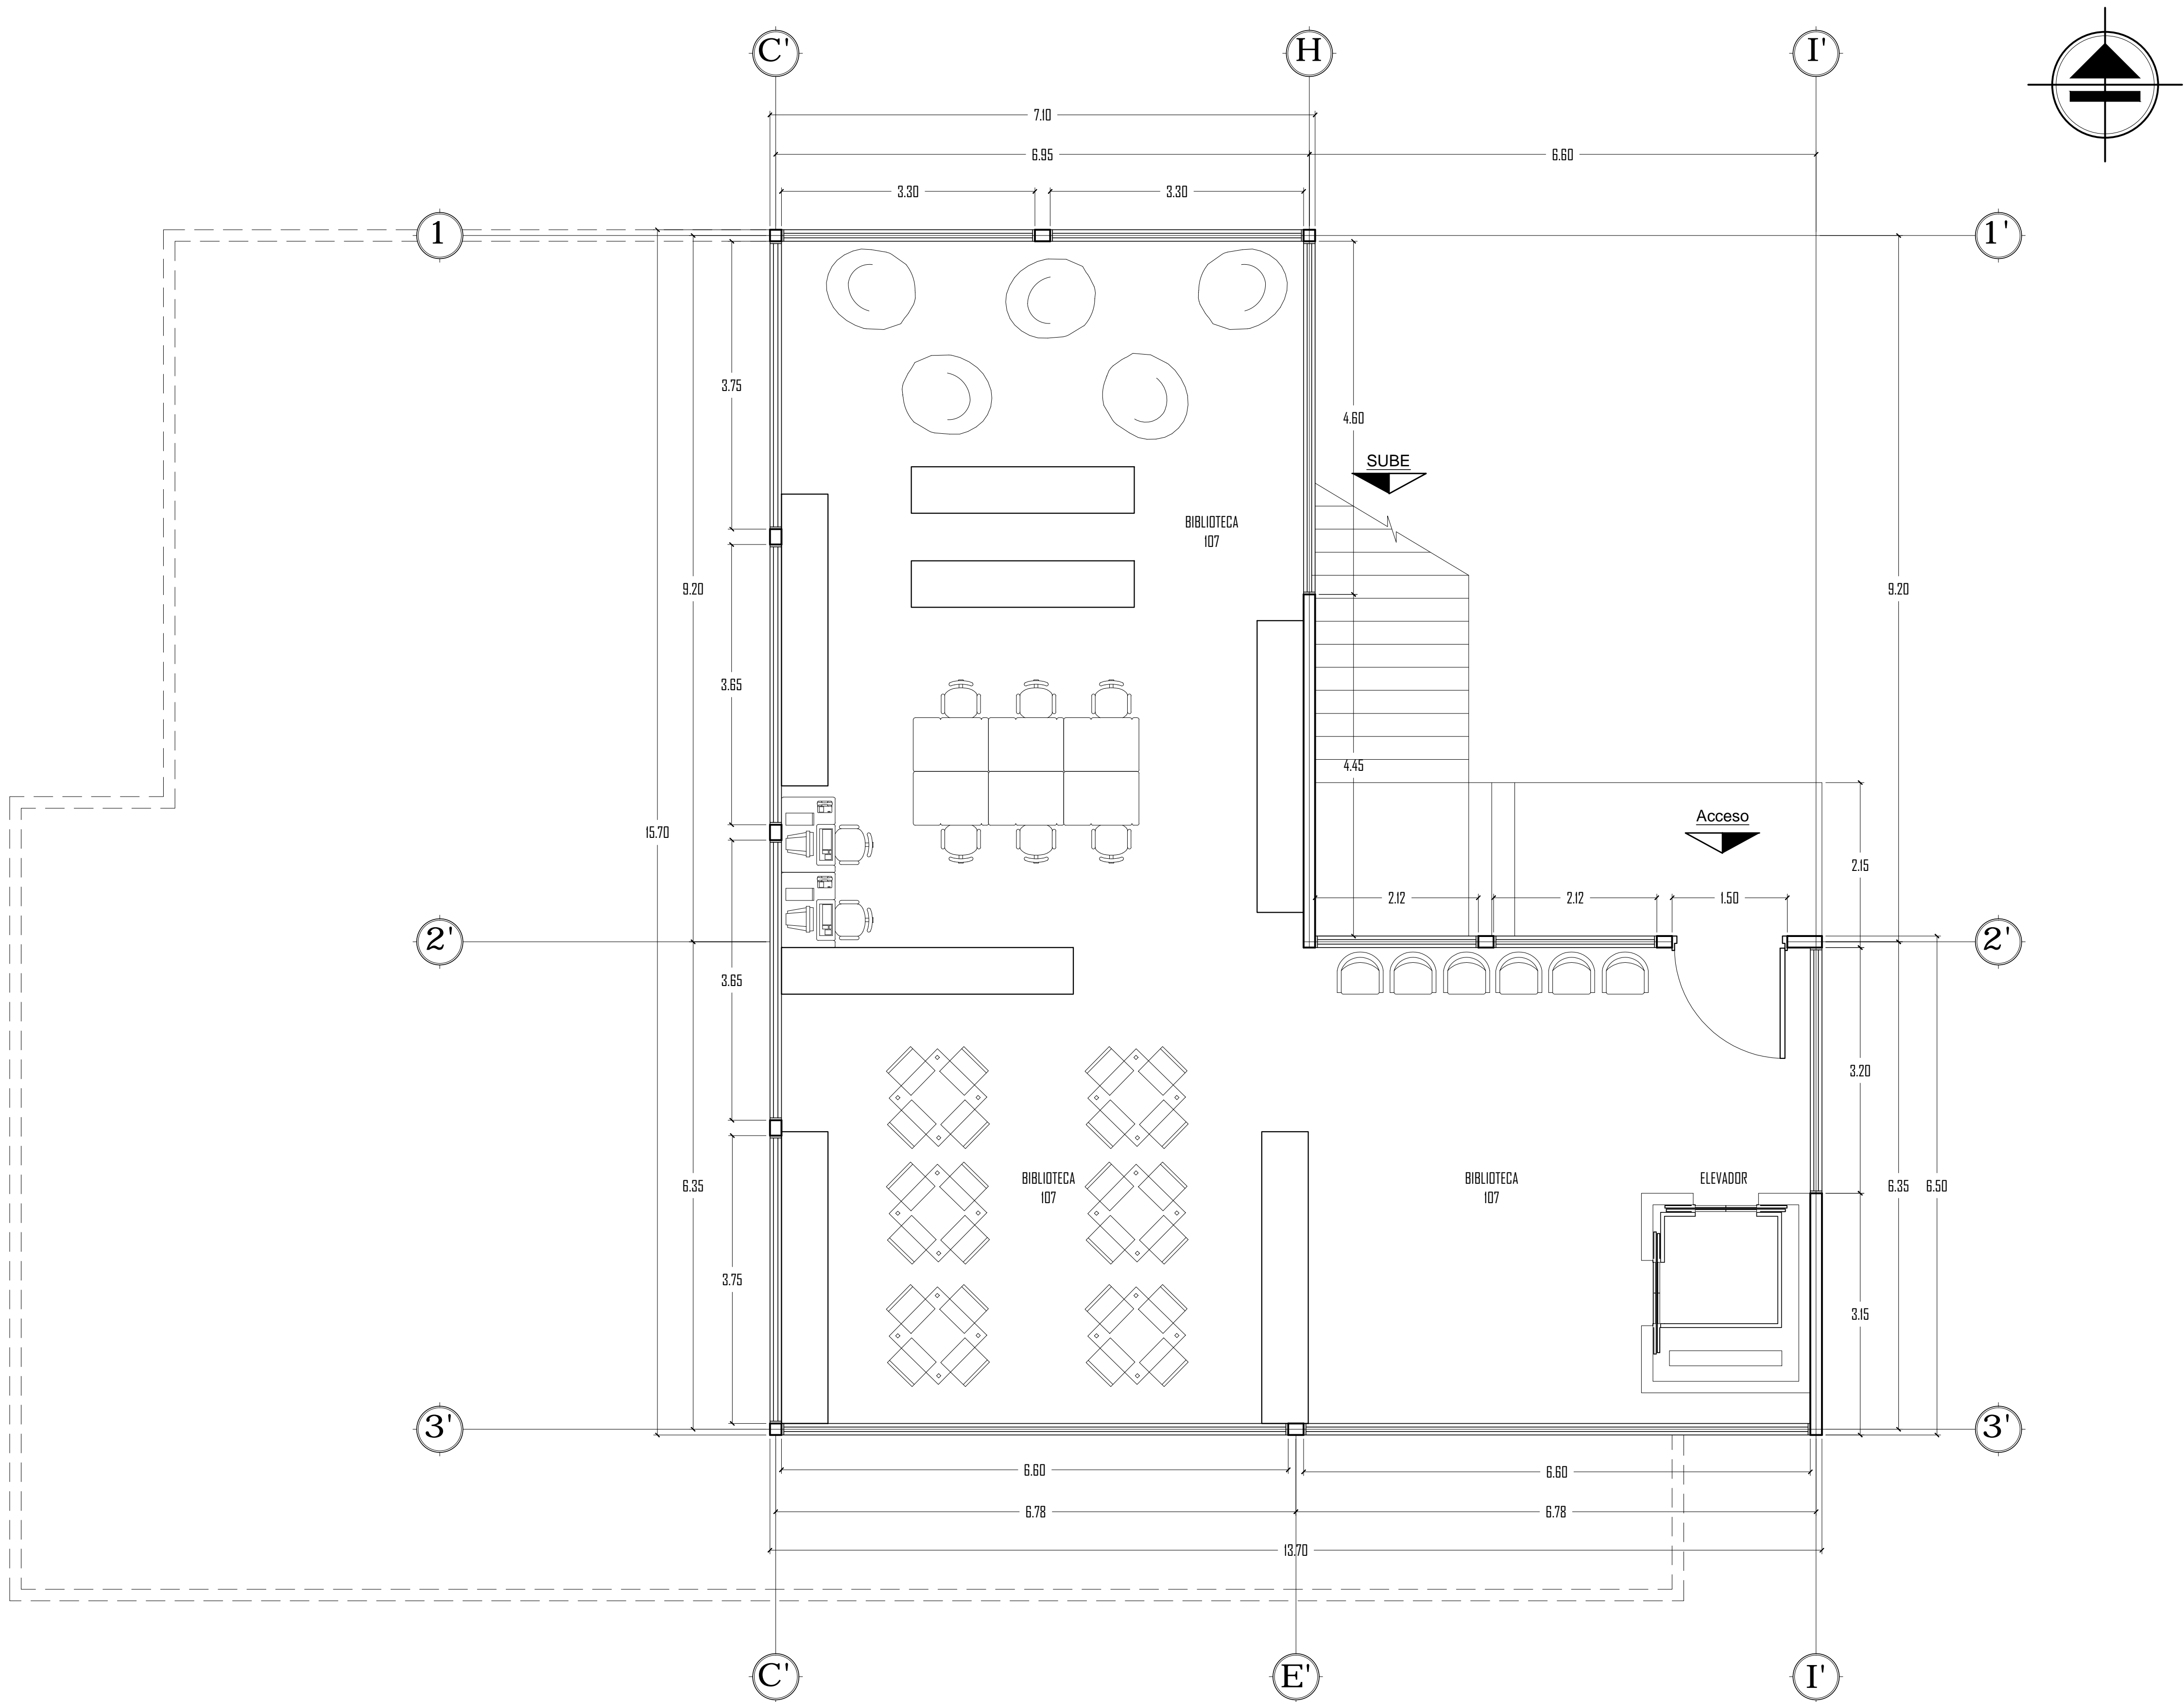 C' H I'
7.10
6.95 6.60
3.30 3.30
1 1'
3.75
4.60
SUBE
BIBLIOTECA
107
9.20 9.20
3.65
4.45
Acceso
15.70
2.15
2.12 2.12 1.50
2' 2'
3.65
3.20
BIBLIOTECA
107
BIBLIOTECA
107
ELEVADOR
6.35 6.35 6.50
3.75
3.15
3' 3'
6.60 6.60
6.78 6.78
13.70
C' E' I'